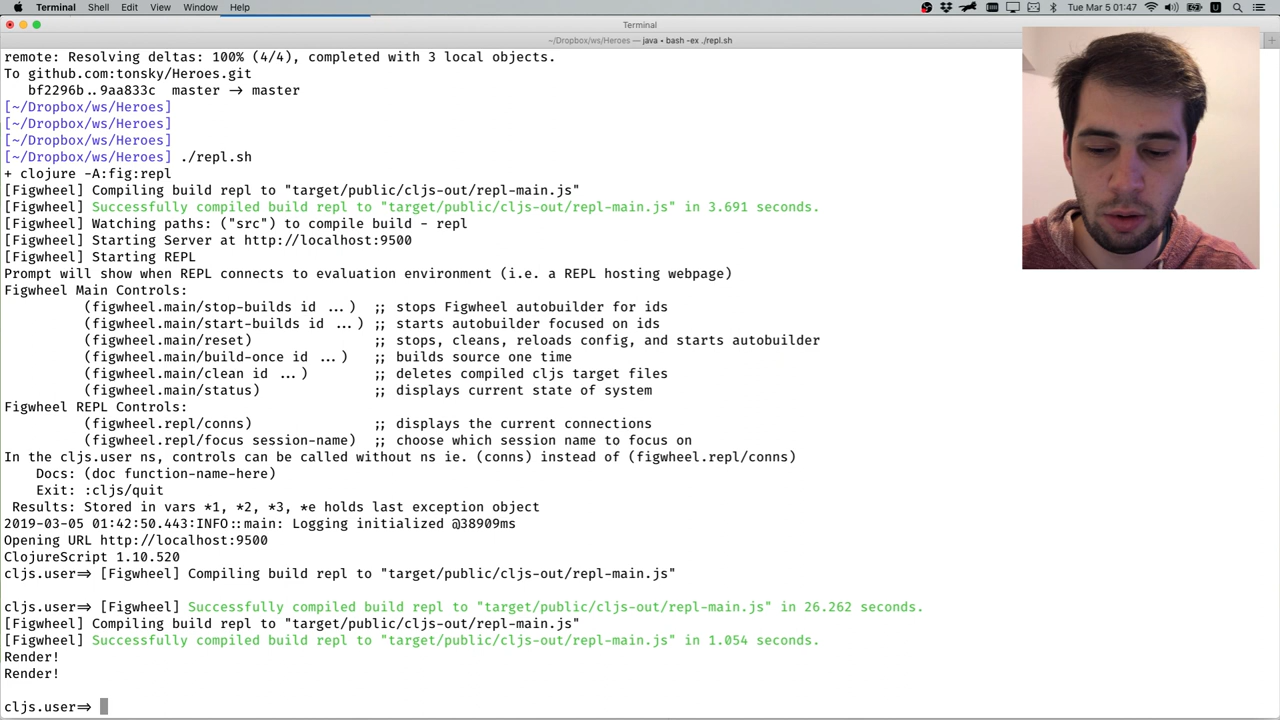 Terminal Shell Edit View Window Help Tue Mar 5 01:47
Terminal
~/Dropbox/ws/Heroes — java • bash -ex ./repl.sh
remote: Resolving deltas: 100% (4/4), completed with 3 local objects.
To github.com:tonsky/Heroes.git
bf2296b..9aa833c master -> master
[~/Dropbox/ws/Heroes]
[~/Dropbox/ws/Heroes]
[~/Dropbox/ws/Heroes]
[~/Dropbox/ws/Heroes] ./repl.sh
+ clojure -A:fig:repl
[Figwheel] Compiling build repl to "target/public/cljs-out/repl-main.js"
[Figwheel] Successfully compiled build repl to "target/public/cljs-out/repl-main.js" in 3.691 seconds.
[Figwheel] Watching paths: ("src") to compile build - repl
[Figwheel] Starting Server at http://localhost:9500
[Figwheel] Starting REPL
Prompt will show when REPL connects to evaluation environment (i.e. a REPL hosting webpage)
Figwheel Main Controls:
(figwheel.main/stop-builds id ...) ;; stops Figwheel autobuilder for ids
(figwheel.main/start-builds id ...) ;; starts autobuilder focused on ids
(figwheel.main/reset) ;; stops, cleans, reloads config, and starts autobuilder
(figwheel.main/build-once id ...) ;; builds source one time
(figwheel.main/clean id ...) ;; deletes compiled cljs target files
(figwheel.main/status) ;; displays current state of system
Figwheel REPL Controls:
(figwheel.repl/conns) ;; displays the current connections
(figwheel.repl/focus session-name) ;; choose which session name to focus on
In the cljs.user ns, controls can be called without ns ie. (conns) instead of (figwheel.repl/conns)
Docs: (doc function-name-here)
Exit: :cljs/quit
Results: Stored in vars *1, *2, *3, *e holds last exception object
2019-03-05 01:42:50.443:INFO::main: Logging initialized @38909ms
Opening URL http://localhost:9500
ClojureScript 1.10.520
cljs.user=> [Figwheel] Compiling build repl to "target/public/cljs-out/repl-main.js"
cljs.user=> [Figwheel] Successfully compiled build repl to "target/public/cljs-out/repl-main.js" in 26.262 seconds.
[Figwheel] Compiling build repl to "target/public/cljs-out/repl-main.js"
[Figwheel] Successfully compiled build repl to "target/public/cljs-out/repl-main.js" in 1.054 seconds.
Render!
Render!
cljs.user=>